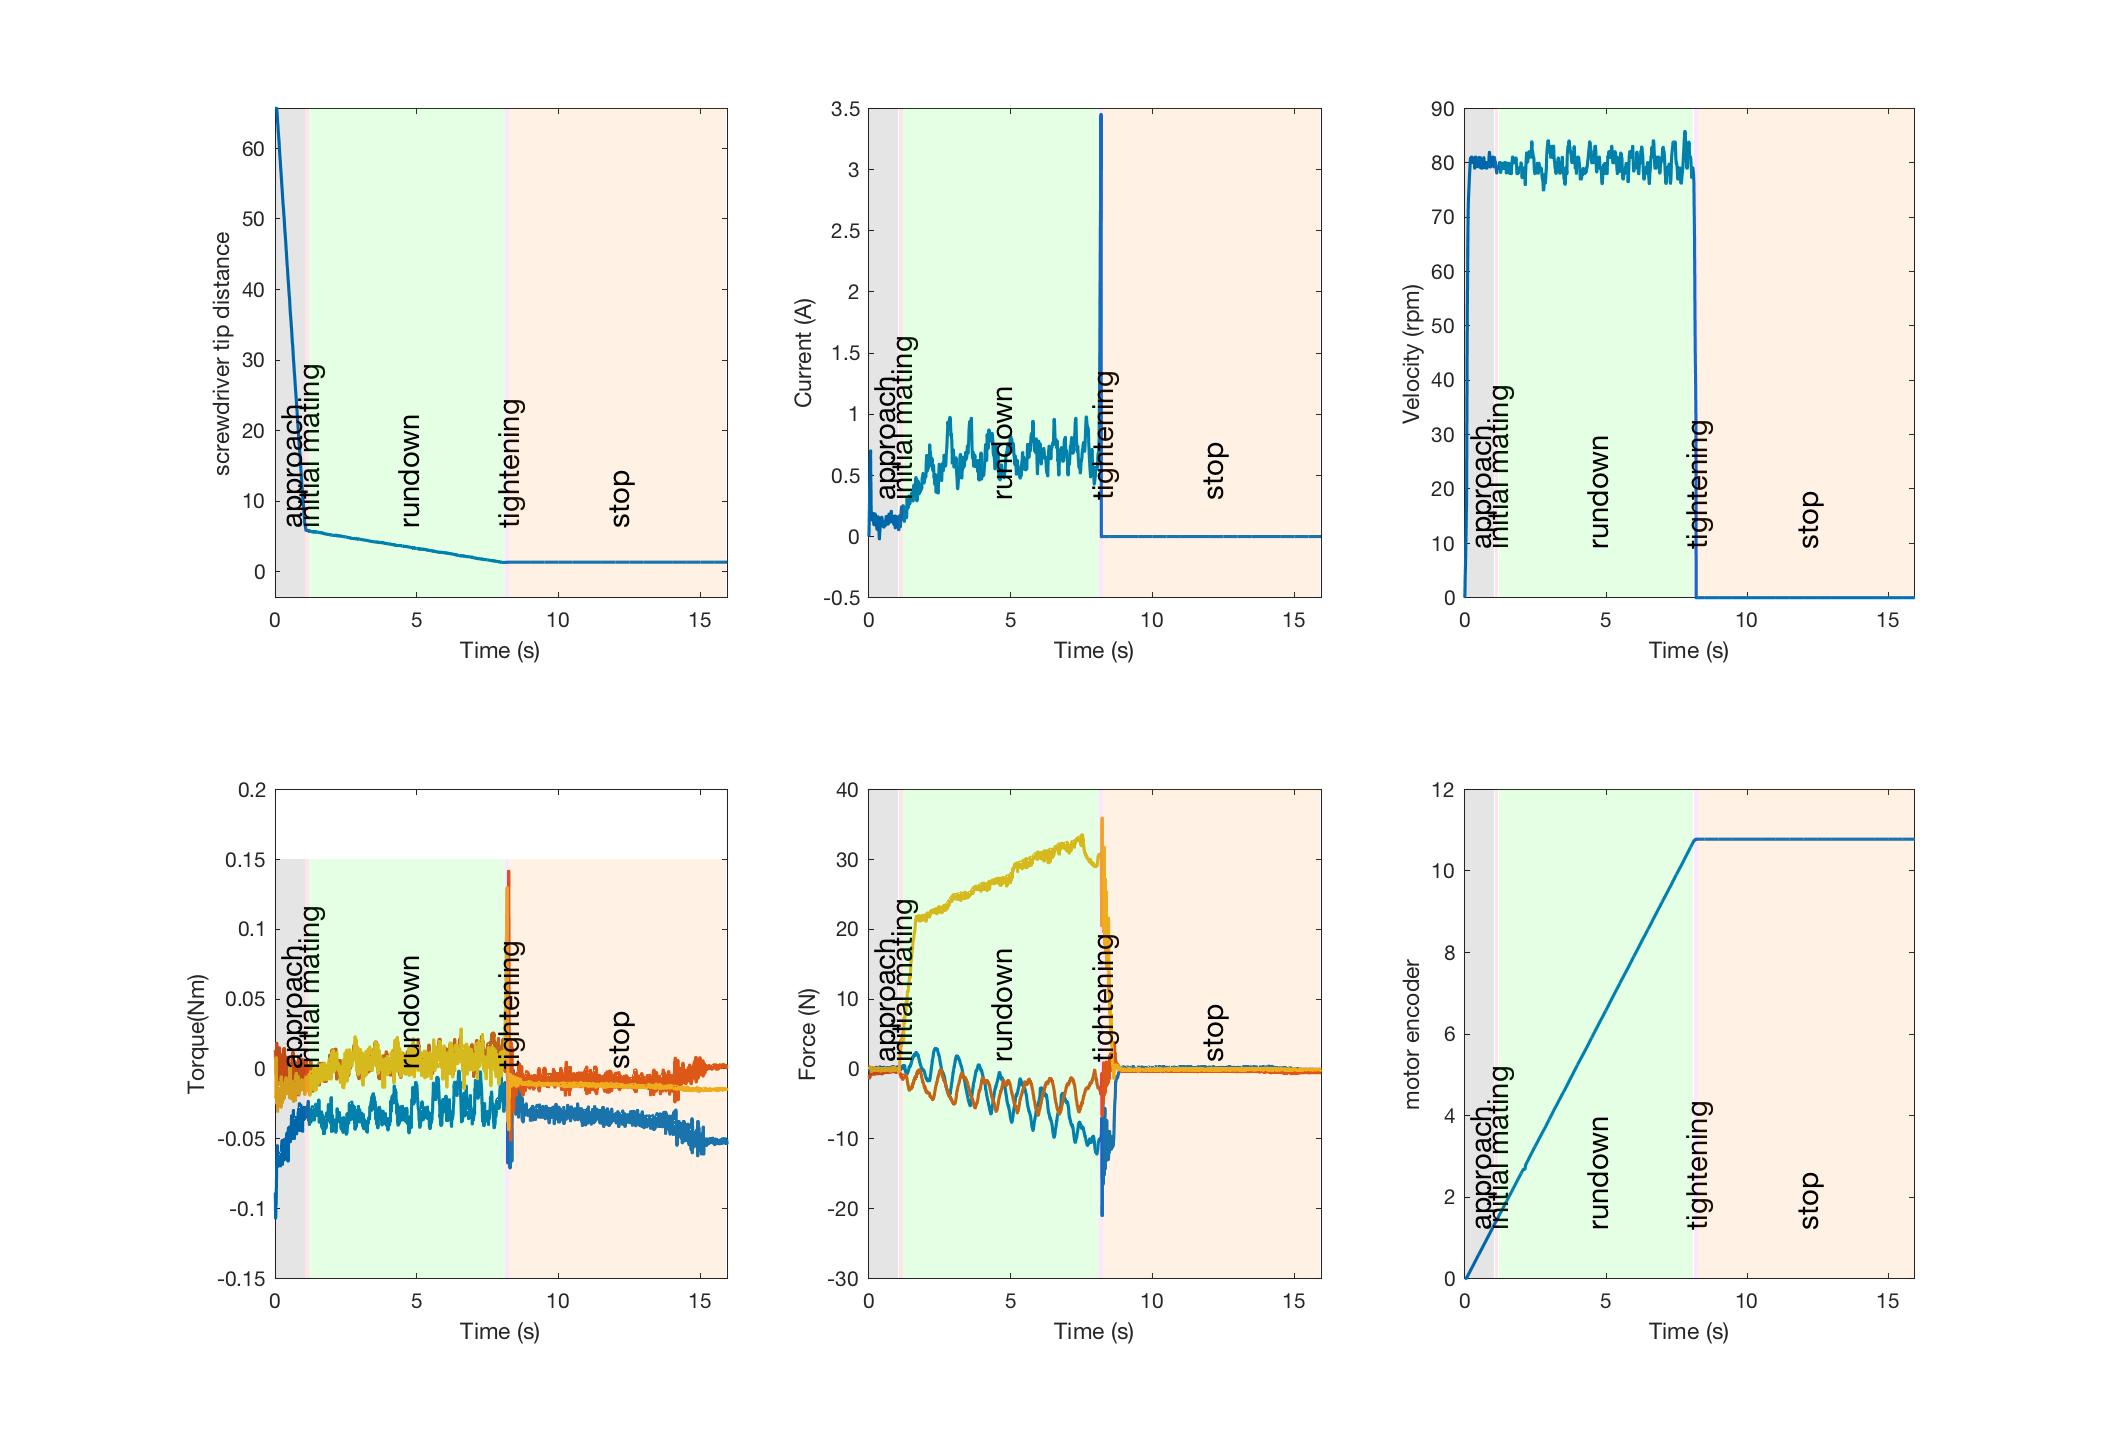 screwdriver tip distance
60
50
40
30
20
10
0
approach
initial mating
rundown
tightening
stop
0 5 10 15
Time (s)
Current (A)
3.5
3
2.5
2
1.5
1
0.5
0
-0.5
approach
initial mating
rundown
tightening
stop
0 5 10 15
Time (s)
Velocity (rpm)
90
80
70
60
50
40
30
20
10
0
approach
initial mating
rundown
tightening
stop
0 5 10 15
Time (s)
Torque(Nm)
0.2
0.15
0.1
0.05
0
-0.05
-0.1
-0.15
approach
initial mating
rundown
tightening
stop
0 5 10 15
Time (s)
Force (N)
40
30
20
10
0
-10
-20
-30
approach
initial mating
rundown
tightening
stop
0 5 10 15
Time (s)
motor encoder
12
10
8
6
4
2
0
approach
initial mating
rundown
tightening
stop
0 5 10 15
Time (s)